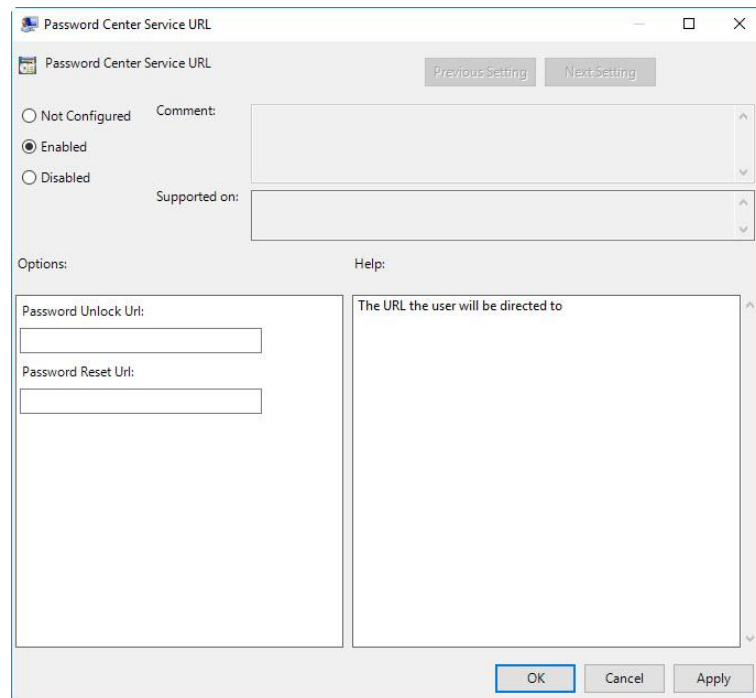 Password Center Service URL
Password Center Service URL
Previous Setting
Next Setting
Not Configured
Comment:
Enabled
Disabled
Supported on:
Options:
Help:
Password Unlock Url:
The URL the user will be directed to
Password Reset Url:
OK
Cancel
Apply